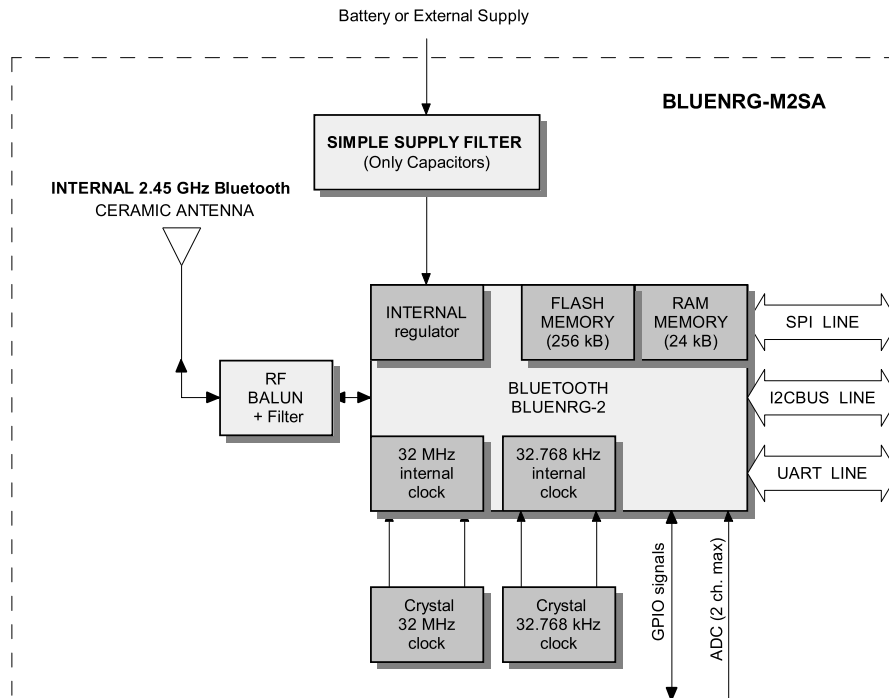 Battery or External Supply
BLUENRG-M2SA
SIMPLE SUPPLY FILTER
(Only Capacitors)
INTERNAL 2.45 GHz Bluetooth
CERAMIC ANTENNA
INTERNAL
regulator
FLASH
MEMORY
(256 kB)
RAM
MEMORY
(24 kB)
SPI LINE
RF
BALUN
+ Filter
BLUETOOTH
BLUENRG-2
I2CBUS LINE
32 MHz
internal
clock
32.768 kHz
internal
clock
UART LINE
Crystal
32 MHz
clock
Crystal
32.768 kHz
clock
GPIO signals
ADC (2 ch. max)